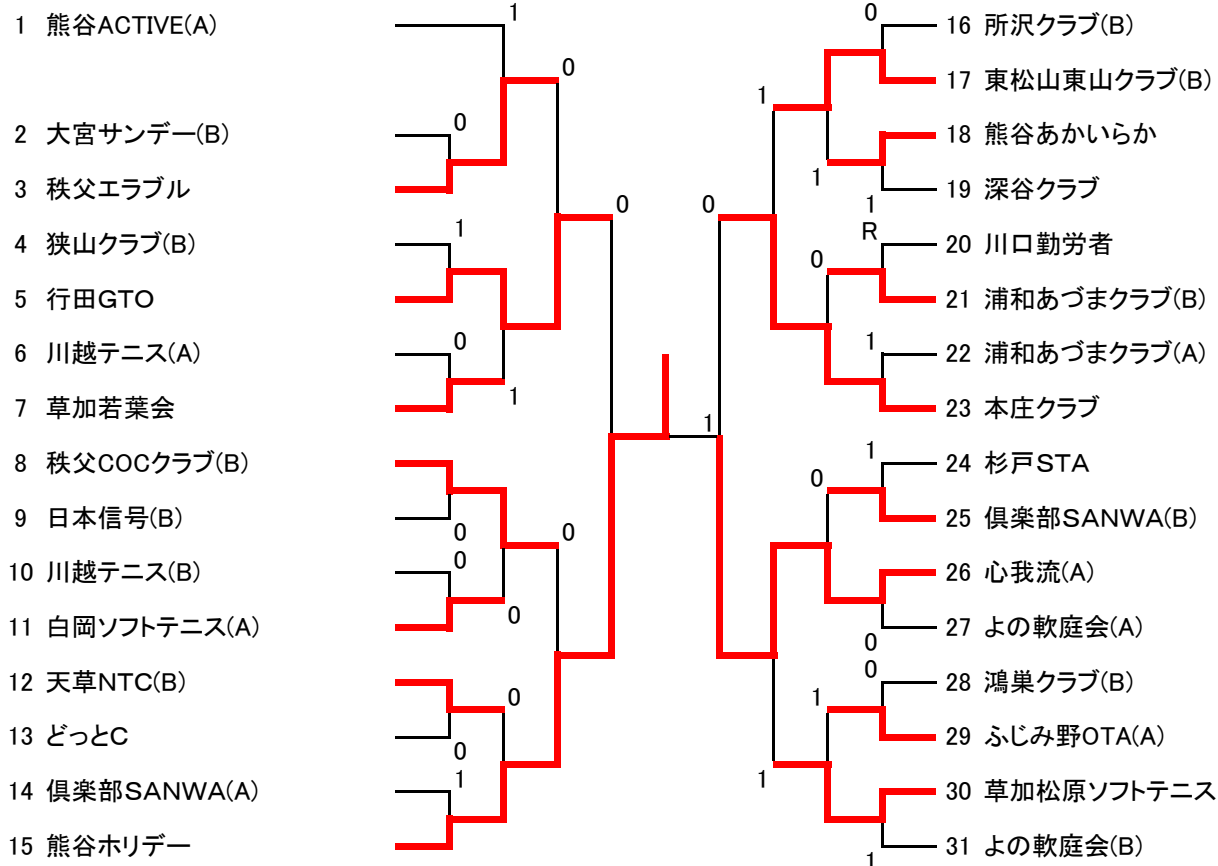 1 熊谷ACTIVE(A)
2 大宮サンデー(B)
3 秩父エラブル
4 狭山クラブ(B)
5 行田GTO
6 川越テニス(A)
7 草加若葉会
8 秩父COCクラブ(B)
9 日本信号(B)
10 川越テニス(B)
11 白岡ソフトテニス(A)
12 天草NTC(B)
13 どっとC
14 倶楽部SANWA(A)
15 熊谷ホリデー
1
0
0
1
0
0
1
0
0
0
0
0
0
1
0
1
0
1
1
1
R
0
1
0
1
0
0
0
1
1
1
16 所沢クラブ(B)
17 東松山東山クラブ(B)
18 熊谷あかいらか
19 深谷クラブ
20 川口勤労者
21 浦和あづまクラブ(B)
22 浦和あづまクラブ(A)
23 本庄クラブ
24 杉戸STA
25 倶楽部SANWA(B)
26 心我流(A)
27 よの軟庭会(A)
28 鴻巣クラブ(B)
29 ふじみ野OTA(A)
30 草加松原ソフトテニス
31 よの軟庭会(B)